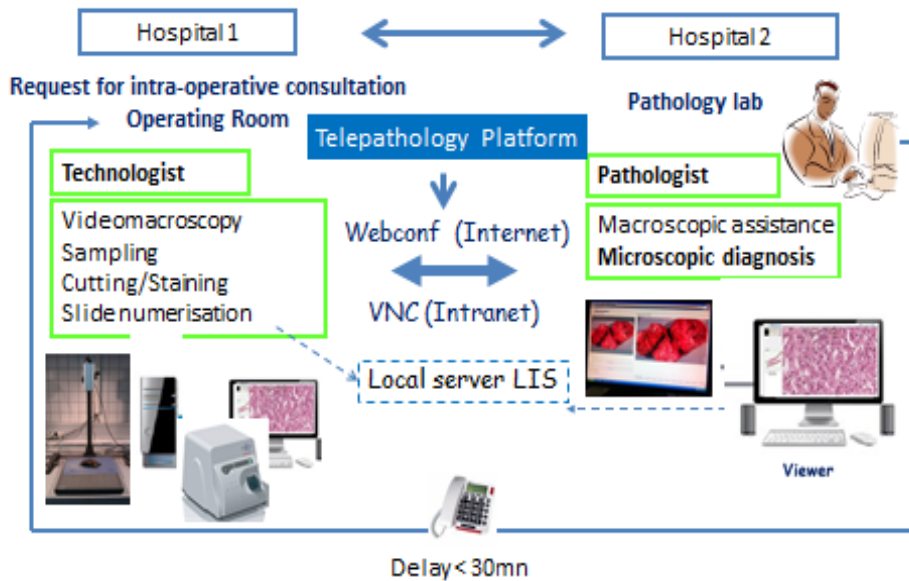 Hospital 1
Hospital 2
Request for intra-operative consultation
Operating Room
Pathology lab
Telepathology Platform
Technologist
Pathologist
Videomacroscopy
Sampling
Cutting/Staining
Slide numerisation
Webconf (Internet)
VNC (Intranet)
Macroscopic assistance
Microscopic diagnosis
Local server LIS
Viewer
Delay < 30mn